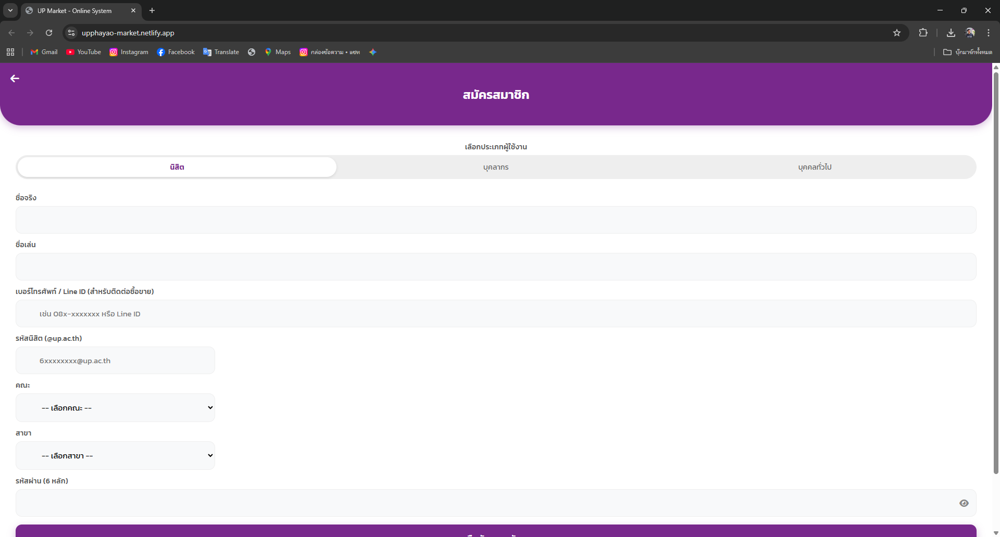 UP Market - Online System
upphayao-market.netlify.app
Gmail
YouTube
Instagram
Facebook
Translate
Maps
กล่องข้อความ • แชท
บุ๊กมาร์กทั้งหมด
สมัครสมาชิก
เลือกประเภทผู้ใช้งาน
นิสิต
บุคลากร
บุคคลทั่วไป
ชื่อจริง
ชื่อเล่น
เบอร์โทรศัพท์ / Line ID (สำหรับติดต่อซื้อขาย)
เช่น 08x-xxxxxxx หรือ Line ID
รหัสนิสิต (@up.ac.th)
6xxxxxxxx@up.ac.th
คณะ
-- เลือกคณะ --
สาขา
-- เลือกสาขา --
รหัสผ่าน (6 หลัก)